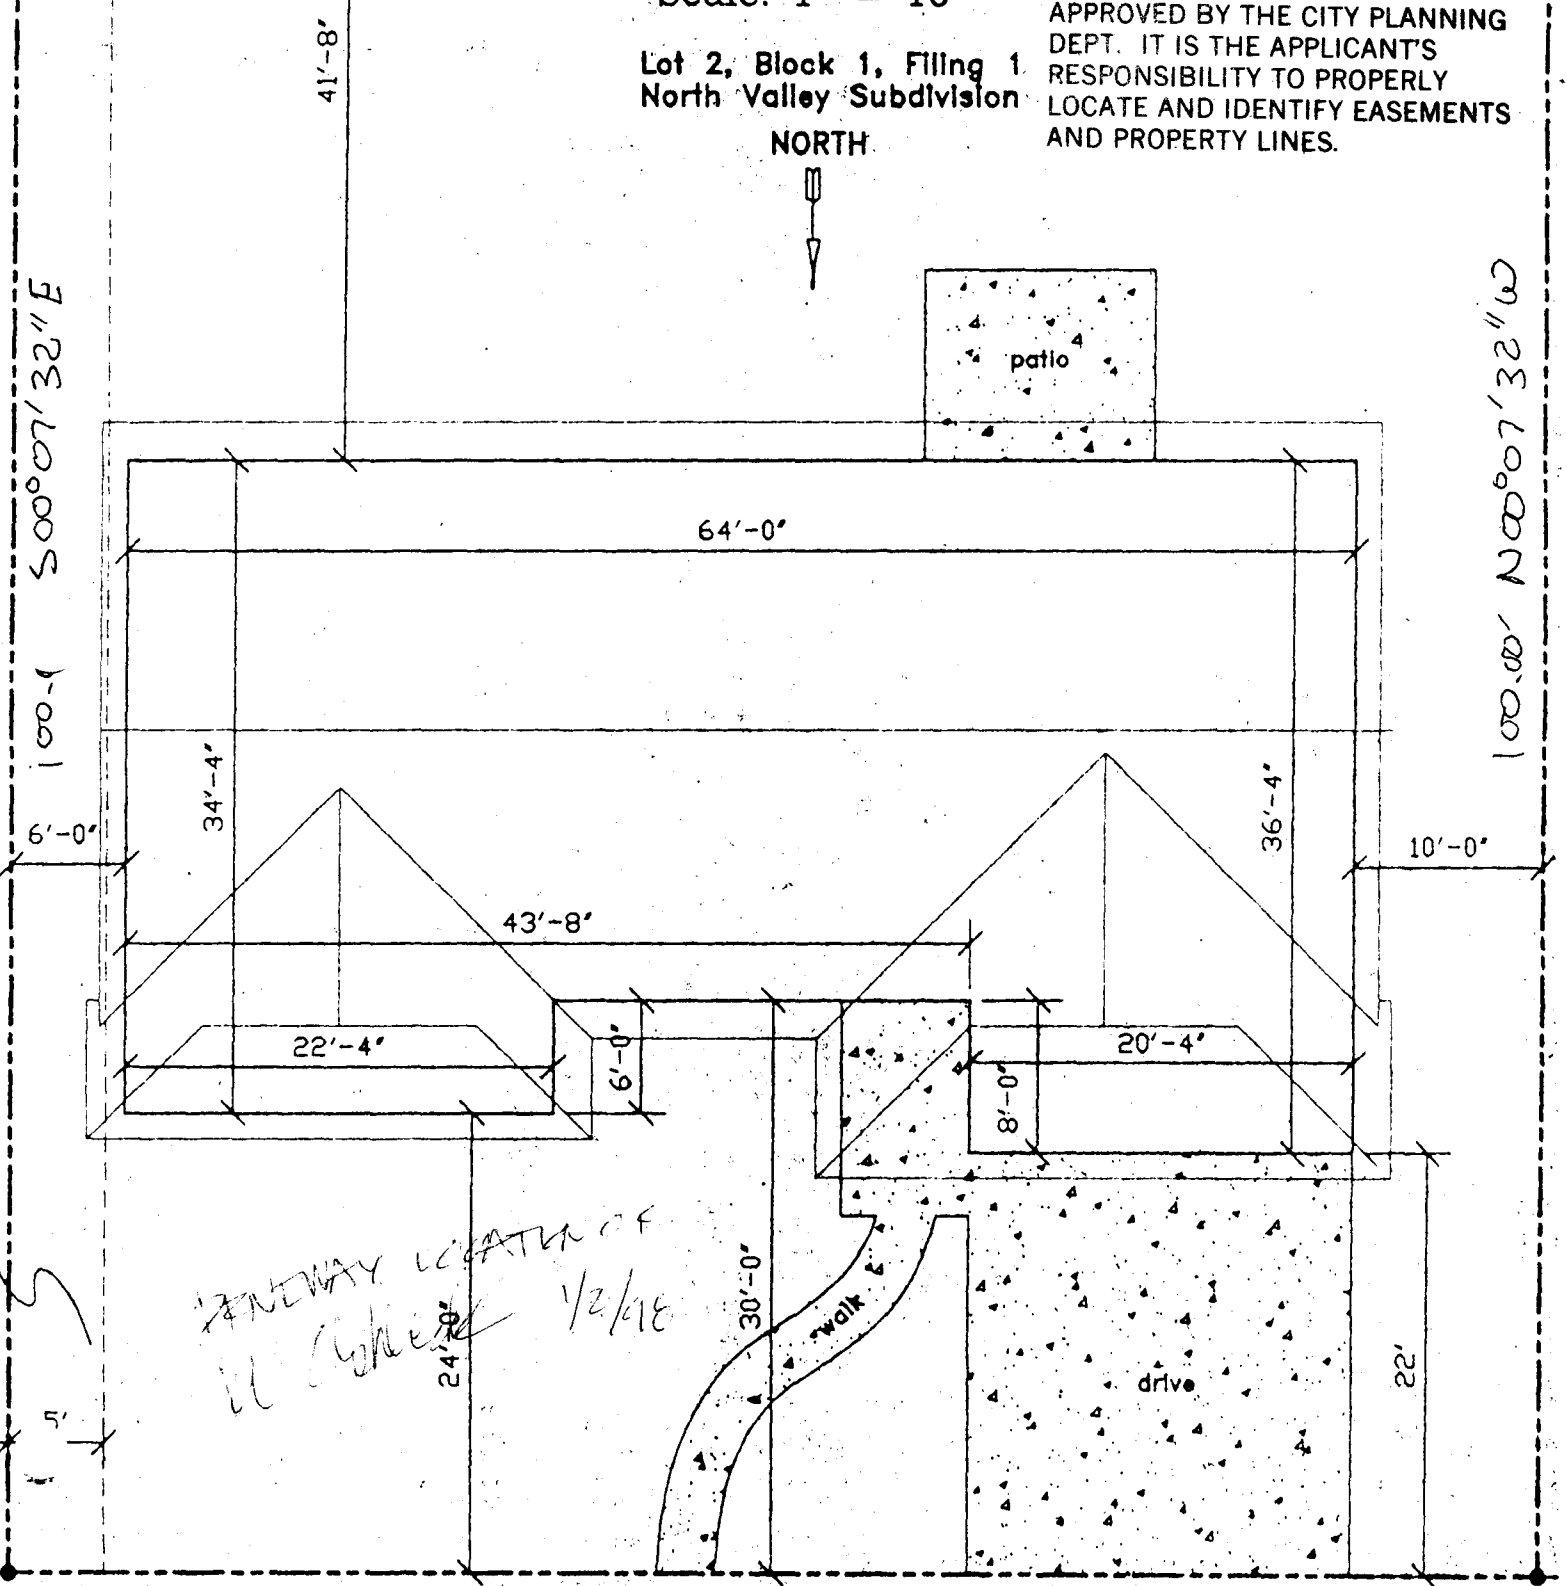 APPROVED BY THE CITY PLANNING
DEPT. IT IS THE APPLICANT'S
RESPONSIBILITY TO PROPERLY
LOCATE AND IDENTIFY EASEMENTS
AND PROPERTY LINES.
Lot 2, Block 1, Filing 1
North Valley Subdivision
NORTH
41'-8"
S00°07'32"E
100.00' N00°07'32"W
patio
64'-0"
34'-4"
36'-4"
6'-0"
10'-0"
43'-8"
22'-4"
6'-0"
20'-4"
8'-0"
LOCATION OF
1/2/98
24'-0"
30'-0"
walk
drive
22'
5'